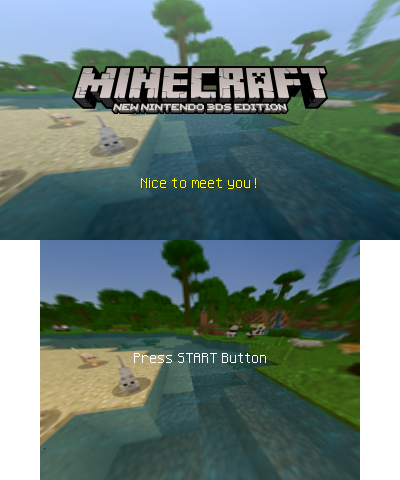 MINECRAFT
NEW NINTENDO 3DS EDITION
Nice to meet you!
Press START Button